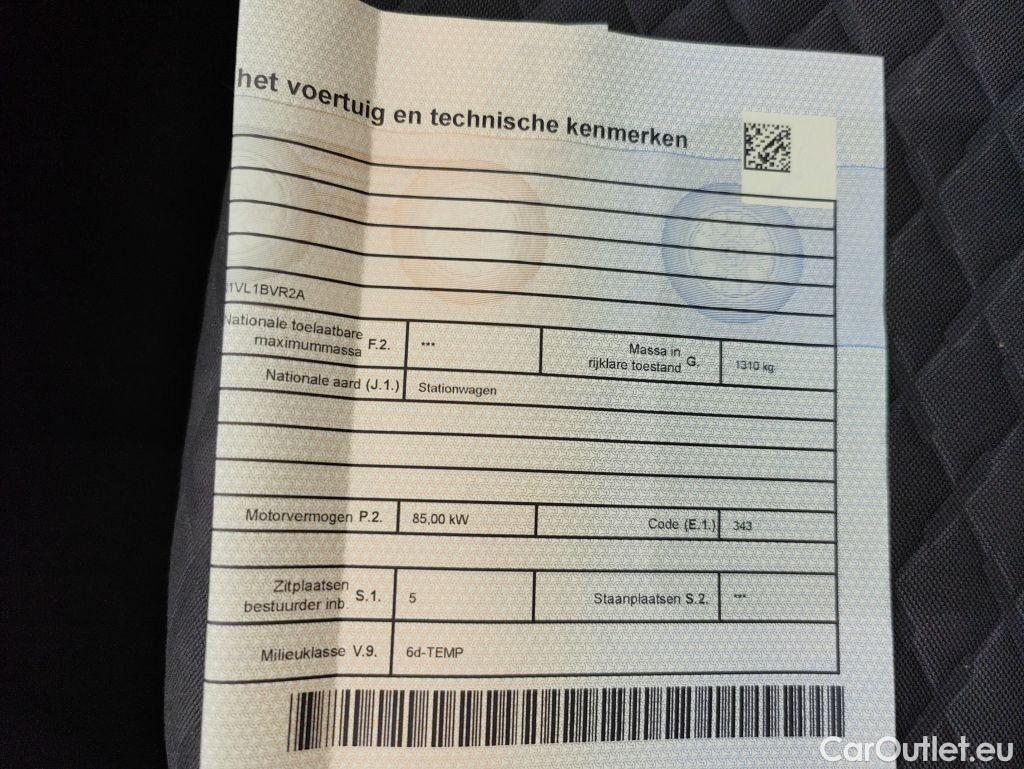 het voertuig en technische kenmerken
1VL1BVR2A
Nationale toelaatbare
maximummassa F.2.
***
Massa in
rijklare toestand G.
1310 kg
Nationale aard (J.1.)
Stationwagen
Motorvermogen P.2.
85,00 kW
Code (E.1.)
343
Zitplaatsen
bestuurder inb. S.1.
5
Staanplaatsen S.2.
***
Milieuklasse V.9.
6d-TEMP
CarOutlet.eu